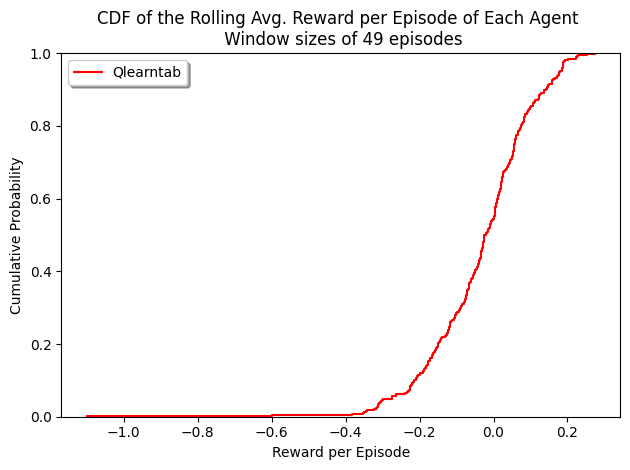 CDF of the Rolling Avg. Reward per Episode of Each Agent
Window sizes of 49 episodes
Qlearntab
Cumulative Probability
1.0
0.8
0.6
0.4
0.2
0.0
−1.0 −0.8 −0.6 −0.4 −0.2 0.0 0.2
Reward per Episode